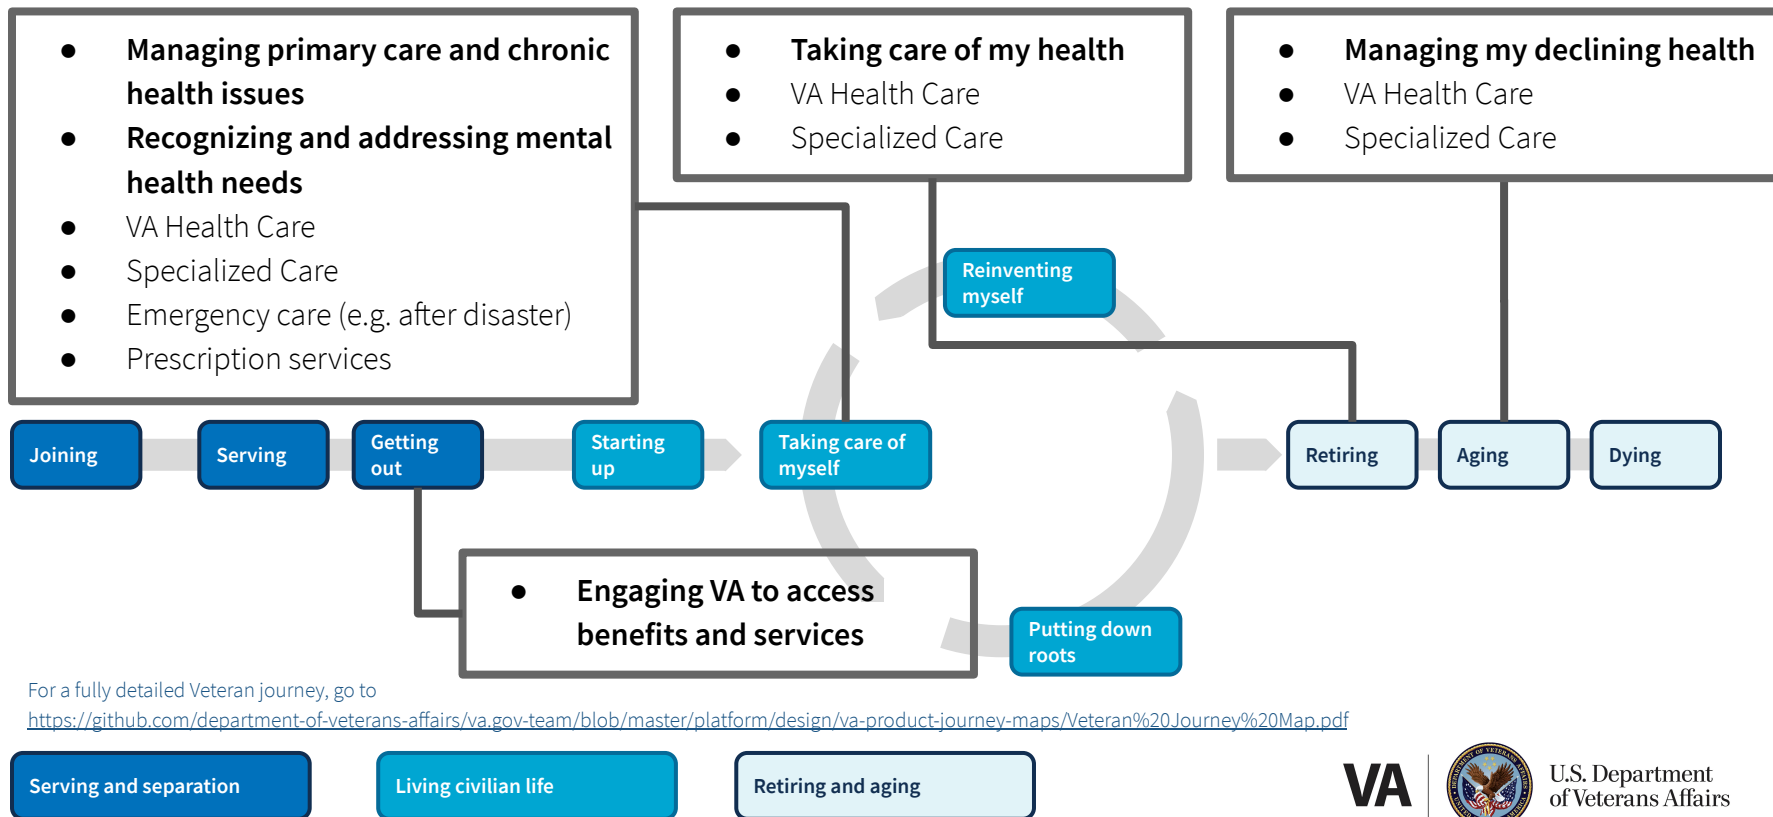 ● Managing primary care and chronic
health issues
● Recognizing and addressing mental
health needs
● VA Health Care
● Specialized Care
● Emergency care (e.g. after disaster)
● Prescription services
● Taking care of my health
● VA Health Care
● Specialized Care
● Managing my declining health
● VA Health Care
● Specialized Care
Reinventing
myself
Joining
Serving
Getting
out
Starting
up
Taking care of
myself
Retiring
Aging
Dying
● Engaging VA to access
benefits and services
Putting down
roots
For a fully detailed Veteran journey, go to
https://github.com/department-of-veterans-affairs/va.gov-team/blob/master/platform/design/va-product-journey-maps/Veteran%20Journey%20Map.pdf
Serving and separation
Living civilian life
Retiring and aging
VA
U.S. Department
of Veterans Affairs